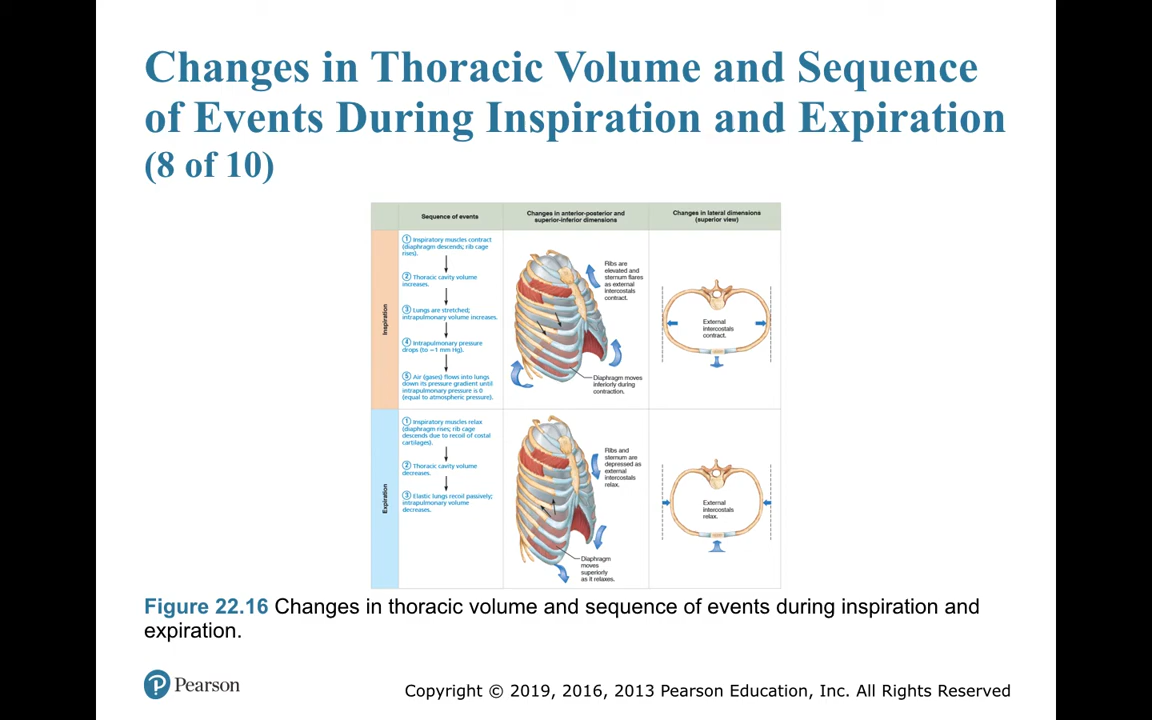 Changes in Thoracic Volume and Sequence
of Events During Inspiration and Expiration
(8 of 10)
Sequence of events
Changes in anterior-posterior and
superior-inferior dimensions
Changes in lateral dimensions
(superior view)
Inspiration
① Inspiratory muscles contract
(diaphragm descends; rib cage
rises).
② Thoracic cavity volume
increases.
③ Lungs are stretched;
intrapulmonary volume increases.
④ Intrapulmonary pressure
drops (to −1 mm Hg).
⑤ Air (gases) flows into lungs
down its pressure gradient until
intrapulmonary pressure is 0
(equal to atmospheric pressure).
Ribs are
elevated and
sternum flares
as external
intercostals
contract.
Diaphragm moves
inferiorly during
contraction.
External
intercostals
contract.
Expiration
① Inspiratory muscles relax
(diaphragm rises; rib cage
descends due to recoil of costal
cartilages).
② Thoracic cavity volume
decreases.
③ Elastic lungs recoil passively;
intrapulmonary volume
decreases.
Ribs and
sternum are
depressed as
external
intercostals
relax.
Diaphragm
moves
superiorly
as it relaxes.
External
intercostals
relax.
Figure 22.16 Changes in thoracic volume and sequence of events during inspiration and
expiration.
P Pearson
Copyright © 2019, 2016, 2013 Pearson Education, Inc. All Rights Reserved